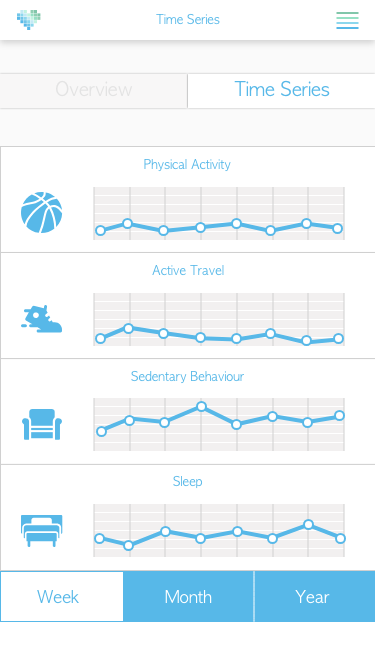 Time Series
Overview
Time Series
Physical Activity
Active Travel
Sedentary Behaviour
Sleep
Week
Month
Year